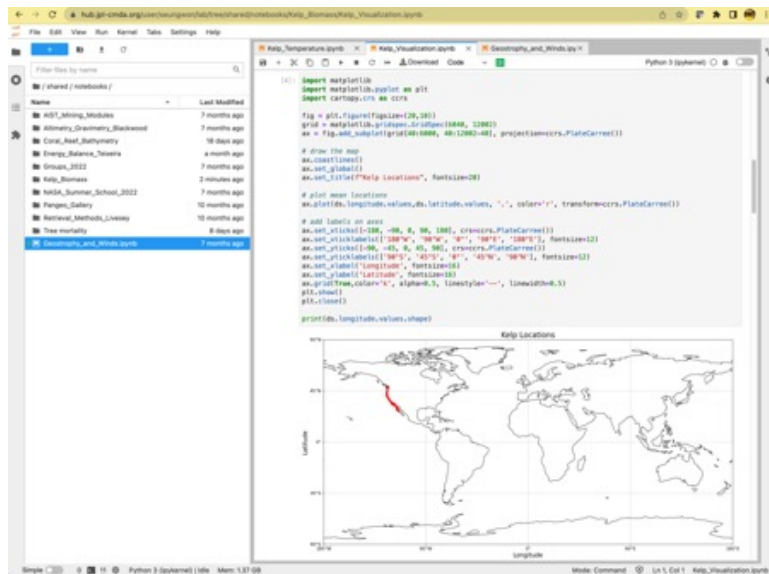 hub.jpl-cmda.org/user/seungwon/lab/tree/shared/notebooks/Kelp_Biomass/Kelp_Visualization.ipynb
File Edit View Run Kernel Tabs Settings Help
Filter files by name
/ shared / notebooks /
Name Last Modified
AIST_Mining_Modules 7 months ago
Altimetry_Gravimetry_Blackwood 7 months ago
Coral_Reef_Bathymetry 18 days ago
Energy_Balance_Teixeira a month ago
Groups_2022 7 months ago
Kelp_Biomass 2 minutes ago
NASA_Summer_School_2022 7 months ago
Pangeo_Gallery 10 months ago
Retrieval_Methods_Livesey 10 months ago
Tree mortality 8 days ago
Geostrophy_and_Winds.ipynb 7 months ago
Kelp_Temperature.ipynb Kelp_Visualization.ipynb Geostrophy_and_Winds.ipy
Download Code Python 3 (ipykernel)
import matplotlib
import matplotlib.pyplot as plt
import cartopy.crs as ccrs
fig = plt.figure(figsize=(20,10))
grid = matplotlib.gridspec.GridSpec(6040, 12002)
ax = fig.add_subplot(grid[40:6000, 40:12002-40], projection=ccrs.PlateCarree())
# draw the map
ax.coastlines()
ax.set_global()
ax.set_title(f"Kelp Locations", fontsize=20)
# plot mean locations
ax.plot(ds.longitude.values,ds.latitude.values, '.', color='r', transform=ccrs.PlateCarree())
# add labels on axes
ax.set_xticks([-180, -90, 0, 90, 180], crs=ccrs.PlateCarree())
ax.set_xticklabels(['180°W', '90°W', '0°', '90°E', '180°E'], fontsize=12)
ax.set_yticks([-90, -45, 0, 45, 90], crs=ccrs.PlateCarree())
ax.set_yticklabels(['90°S', '45°S', '0°', '45°N', '90°N'], fontsize=12)
ax.set_xlabel('Longitude', fontsize=16)
ax.set_ylabel('Latitude', fontsize=16)
ax.grid(True,color='k', alpha=0.5, linestyle='--', linewidth=0.5)
plt.show()
plt.close()
print(ds.longitude.values.shape)
Kelp Locations
Latitude
Longitude
Simple 0 11 Python 3 (ipykernel) | Idle Mem: 1.37 GB Mode: Command Ln 1, Col 1 Kelp_Visualization.ipynb